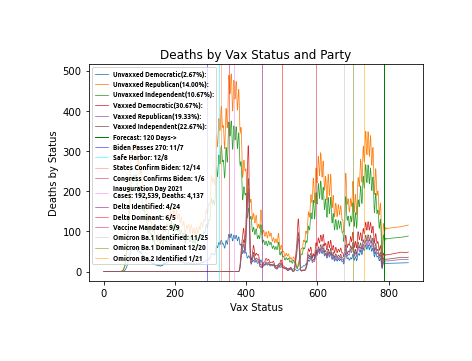 Deaths by Vax Status and Party
Deaths by Status
500
400
300
200
100
0
Unvaxxed Democratic(2.67%):
Unvaxxed Republican(14.00%):
Unvaxxed Independent(10.67%):
Vaxxed Democratic(30.67%):
Vaxxed Republican(19.33%):
Vaxxed Independent(22.67%):
Forecast: 120 Days->
Biden Passes 270: 11/7
Safe Harbor: 12/8
States Confirm Biden: 12/14
Congress Confirms Biden: 1/6
Inauguration Day 2021
Cases: 192,539, Deaths: 4,137
Delta Identified: 4/24
Delta Dominant: 6/5
Vaccine Mandate: 9/9
Omicron Ba.1 Identified: 11/25
Omicron Ba.1 Dominant: 12/20
Omicron Ba.2 Identified 1/21
0 200 400 600 800
Vax Status